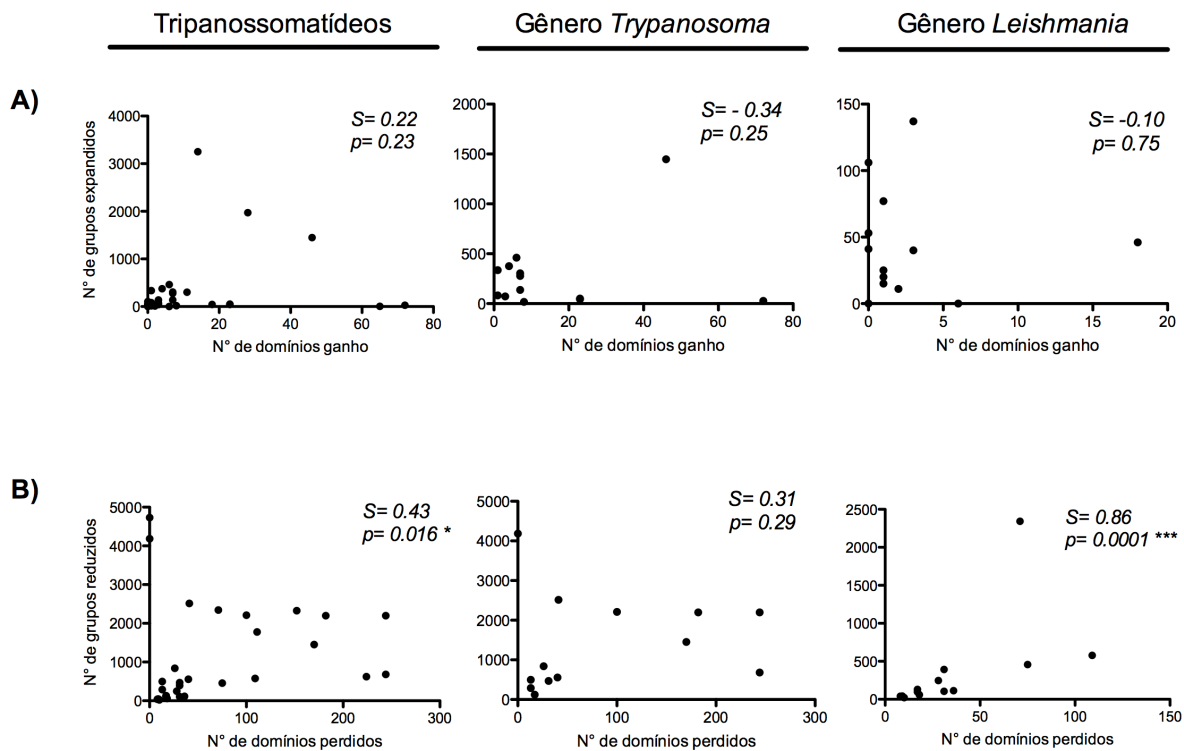 Tripanossomatídeos
Gênero Trypanosoma
Gênero Leishmania
A)
N° de grupos expandidos
4000
3000
2000
1000
0
S= 0.22
p= 0.23
0 20 40 60 80
N° de domínios ganho
2000
1500
1000
500
0
S= - 0.34
p= 0.25
0 20 40 60 80
N° de domínios ganho
150
100
50
0
S= -0.10
p= 0.75
0 5 10 15 20
N° de domínios ganho
B)
N° de grupos reduzidos
5000
4000
3000
2000
1000
0
S= 0.43
p= 0.016 *
0 100 200 300
N° de domínios perdidos
5000
4000
3000
2000
1000
0
S= 0.31
p= 0.29
0 100 200 300
N° de domínios perdidos
2500
2000
1500
1000
500
0
S= 0.86
p= 0.0001 ***
0 50 100 150
N° de domínios perdidos